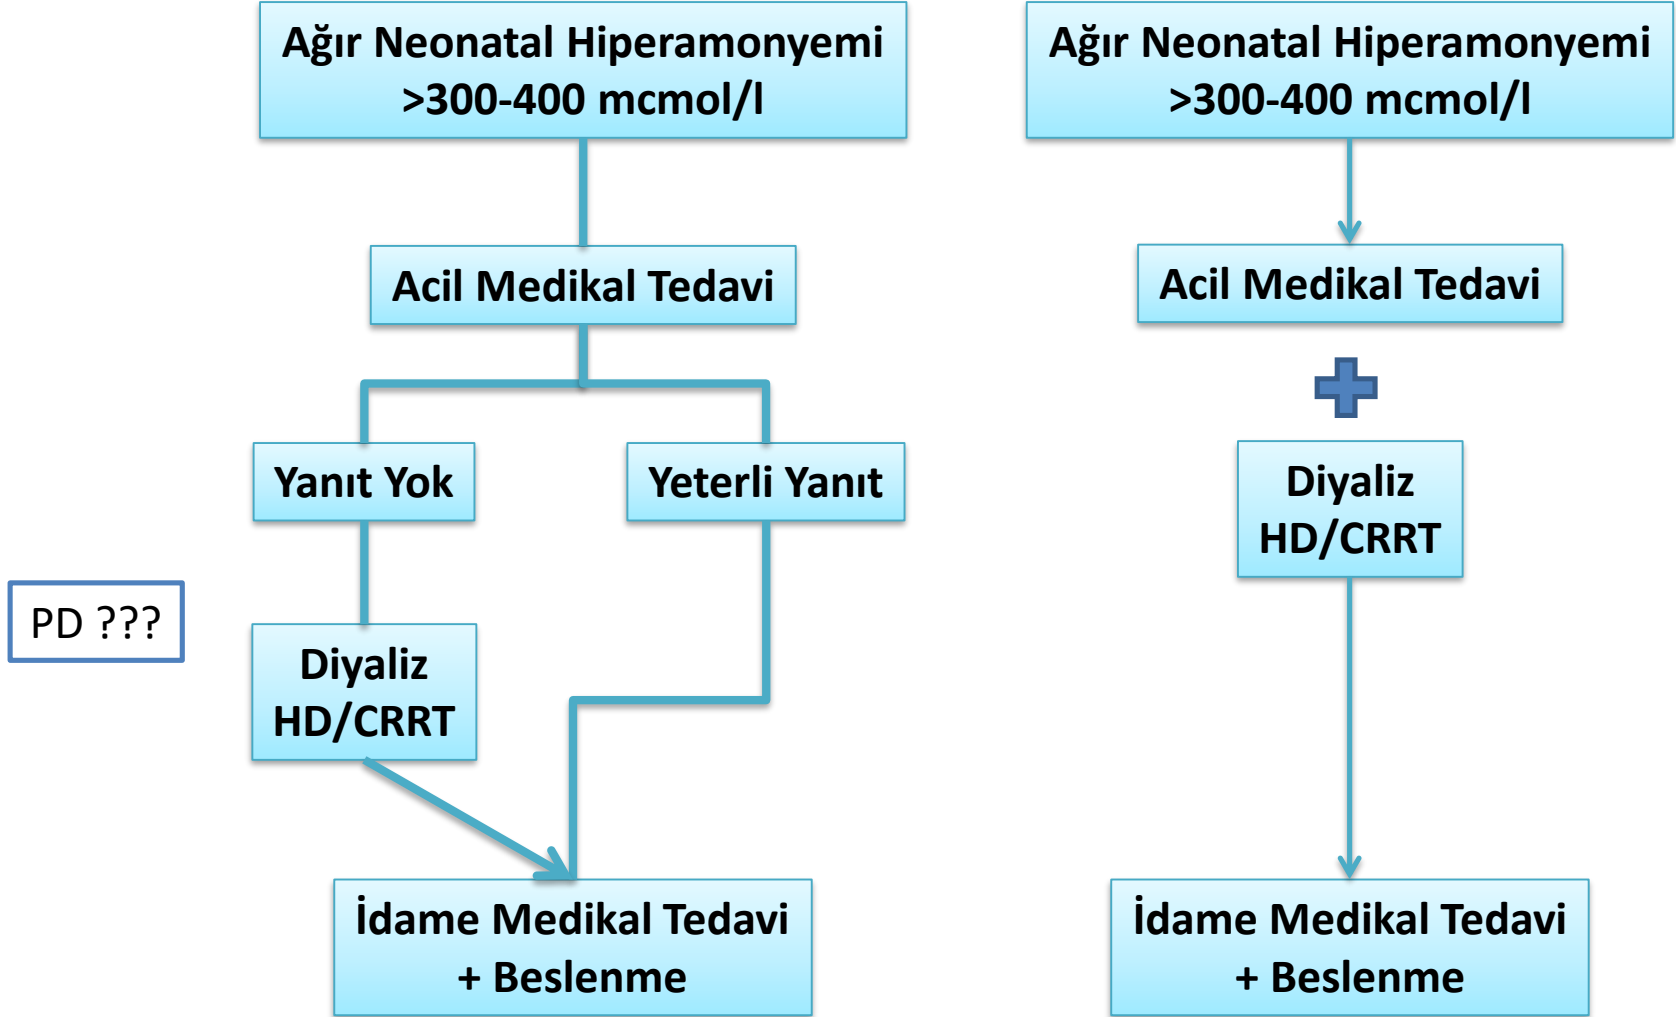 Ağır Neonatal Hiperamonyemi
>300-400 mcmol/l
Acil Medikal Tedavi
Yanıt Yok
Yeterli Yanıt
PD ???
Diyaliz
HD/CRRT
İdame Medikal Tedavi
+ Beslenme
Ağır Neonatal Hiperamonyemi
>300-400 mcmol/l
Acil Medikal Tedavi
Diyaliz
HD/CRRT
İdame Medikal Tedavi
+ Beslenme